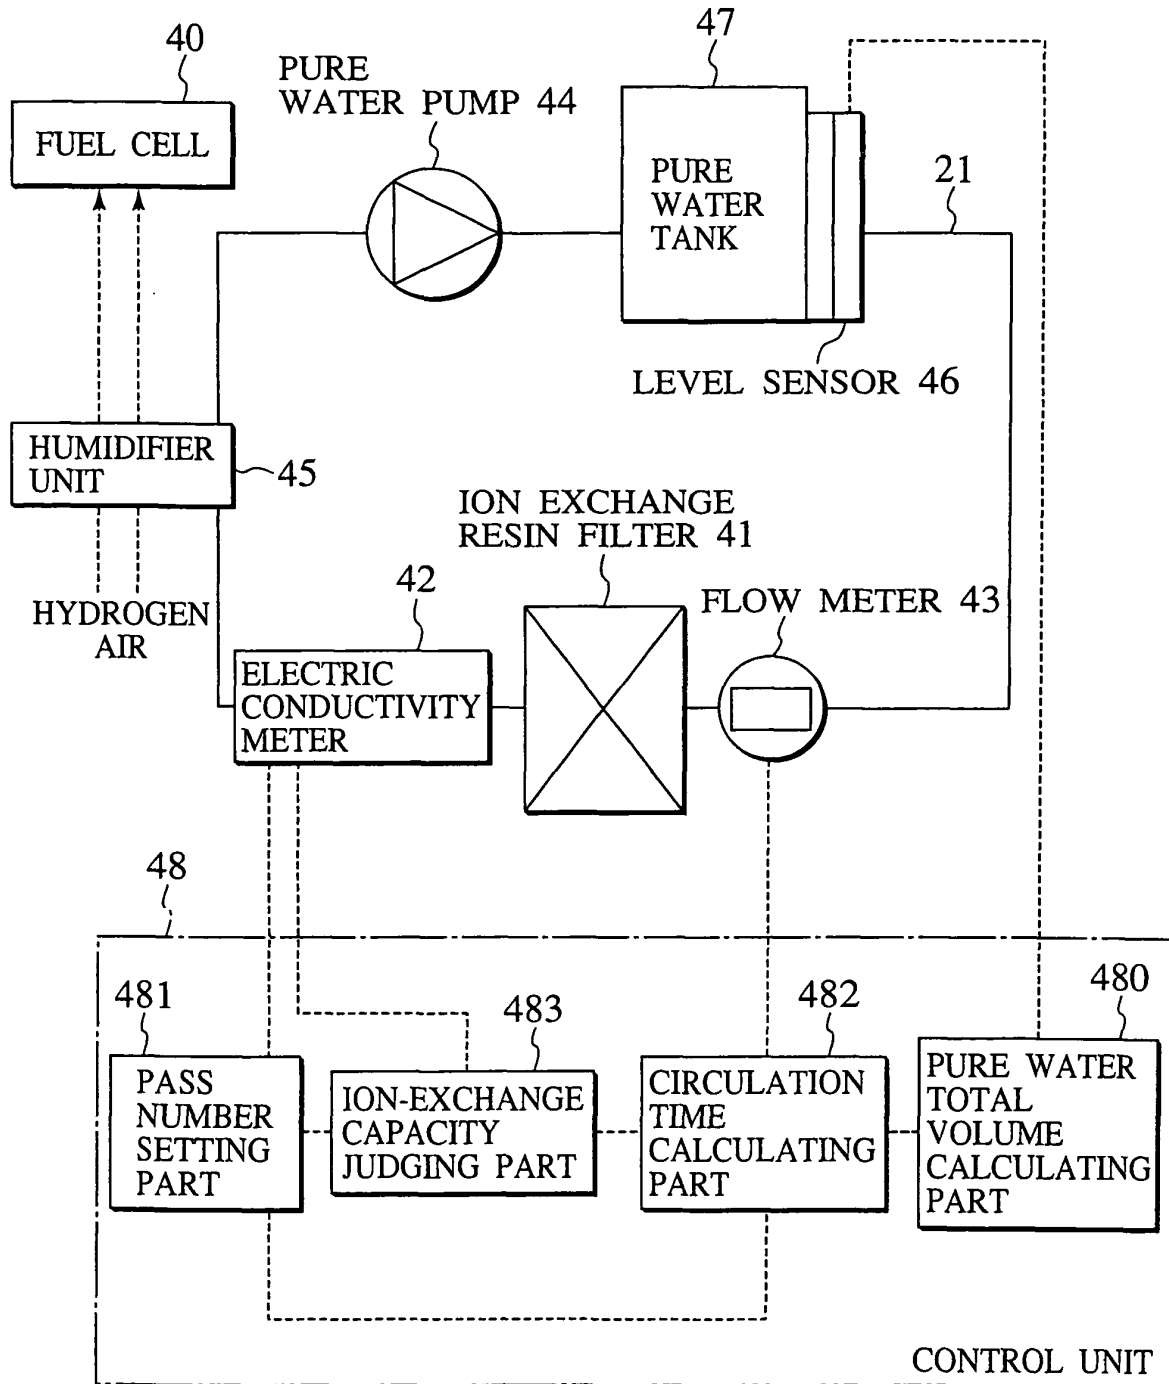 47
40
PURE
WATER PUMP 44
FUEL CELL
PURE
WATER
TANK
21
LEVEL SENSOR 46
HUMIDIFIER
UNIT
45
ION EXCHANGE
RESIN FILTER 41
42
FLOW METER 43
HYDROGEN
AIR
ELECTRIC
CONDUCTIVITY
METER
48
481
483
482
480
PASS
NUMBER
SETTING
PART
ION-EXCHANGE
CAPACITY
JUDGING PART
CIRCULATION
TIME
CALCULATING
PART
PURE WATER
TOTAL
VOLUME
CALCULATING
PART
CONTROL UNIT